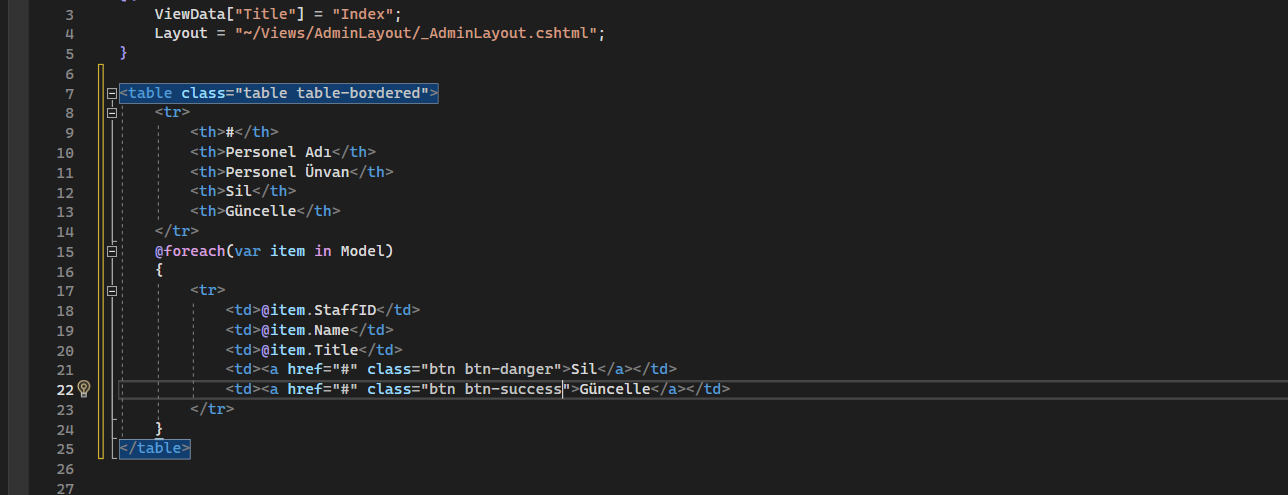 3 ViewData["Title"] = "Index";
4 Layout = "~/Views/AdminLayout/_AdminLayout.cshtml";
5 }
6
7 <table class="table table-bordered">
8 <tr>
9 <th>#</th>
10 <th>Personel Adı</th>
11 <th>Personel Ünvan</th>
12 <th>Sil</th>
13 <th>Güncelle</th>
14 </tr>
15 @foreach(var item in Model)
16 {
17 <tr>
18 <td>@item.StaffID</td>
19 <td>@item.Name</td>
20 <td>@item.Title</td>
21 <td><a href="#" class="btn btn-danger">Sil</a></td>
22 <td><a href="#" class="btn btn-success">Güncelle</a></td>
23 </tr>
24 }
25 </table>
26
27